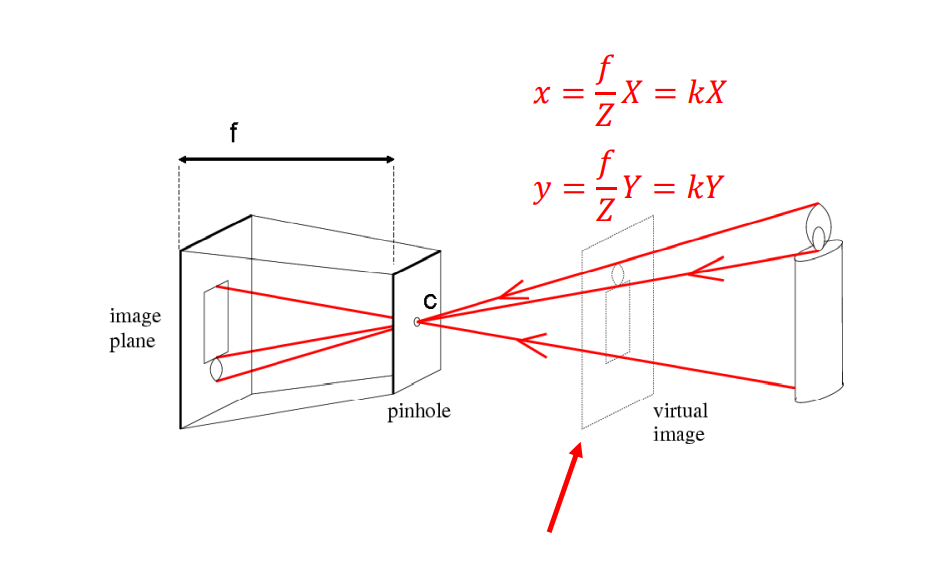 x = f/Z X = kX
f
y = f/Z Y = kY
C
image
plane
pinhole
virtual
image